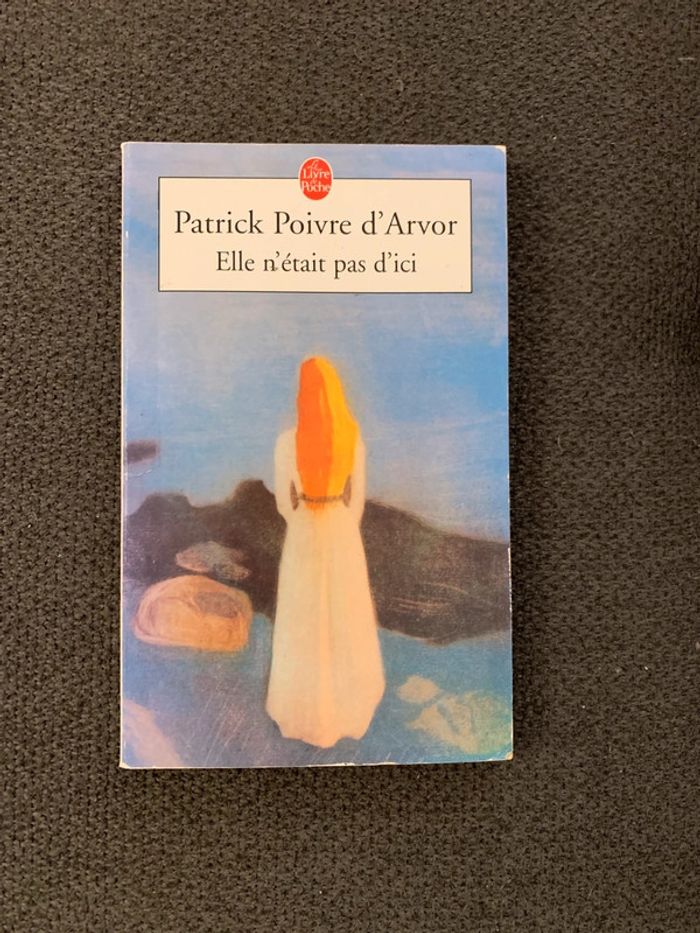 Le
Livre
de
Poche
Patrick Poivre d'Arvor
Elle n'était pas d'ici